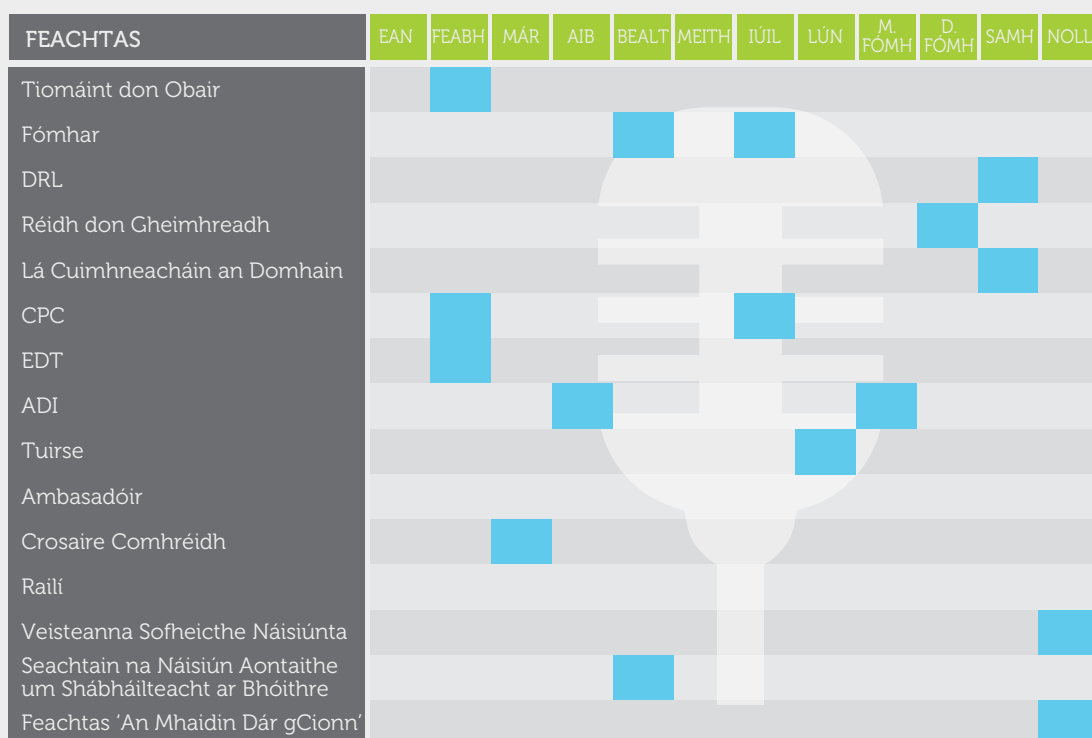 FEACHTAS
EAN FEABH MÁR AIB BEALT MEITH IÚIL LÚN M. FÓMH D. FÓMH SAMH NOLL
Tiomáint don Obair
Fómhar
DRL
Réidh don Gheimhreadh
Lá Cuimhneacháin an Domhain
CPC
EDT
ADI
Tuirse
Ambasadóir
Crosaire Comhréidh
Railí
Veisteanna Sofheicthe Náisiúnta
Seachtain na Náisiún Aontaithe
um Shábháilteacht ar Bhóithre
Feachtas ‘An Mhaidin Dár gCionn’